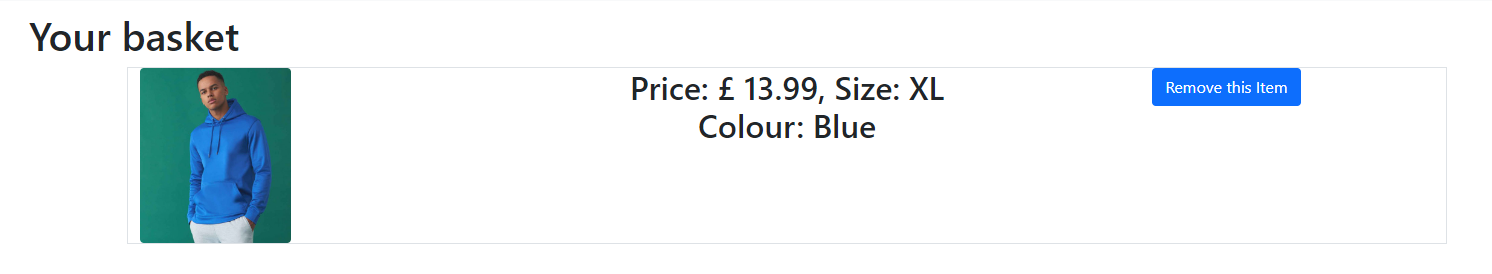 Your basket
Price: £ 13.99, Size: XL
Colour: Blue
Remove this Item